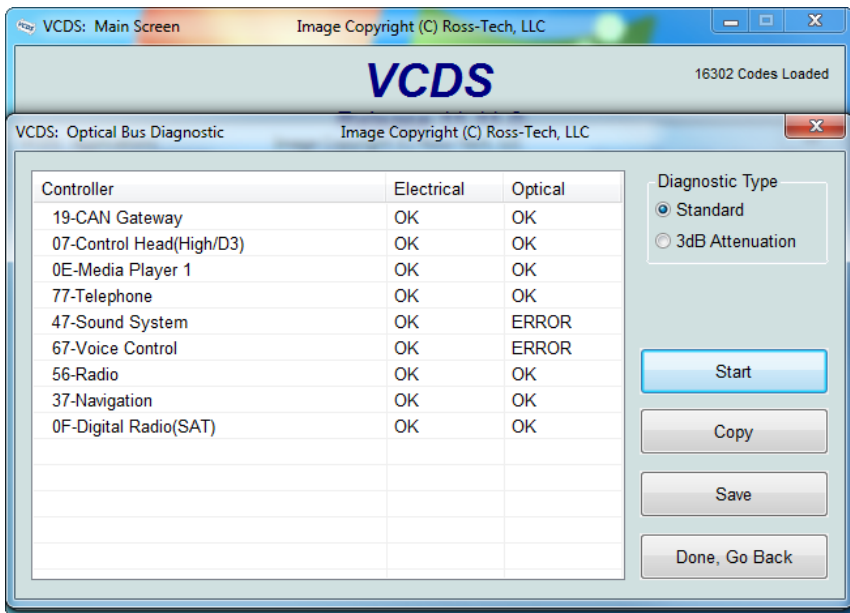 VCDS: Main Screen Image Copyright (C) Ross-Tech, LLC
VCDS
16302 Codes Loaded
VCDS: Optical Bus Diagnostic Image Copyright (C) Ross-Tech, LLC
Controller Electrical Optical
19-CAN Gateway OK OK
07-Control Head(High/D3) OK OK
0E-Media Player 1 OK OK
77-Telephone OK OK
47-Sound System OK ERROR
67-Voice Control OK ERROR
56-Radio OK OK
37-Navigation OK OK
0F-Digital Radio(SAT) OK OK
Diagnostic Type
Standard
3dB Attenuation
Start
Copy
Save
Done, Go Back